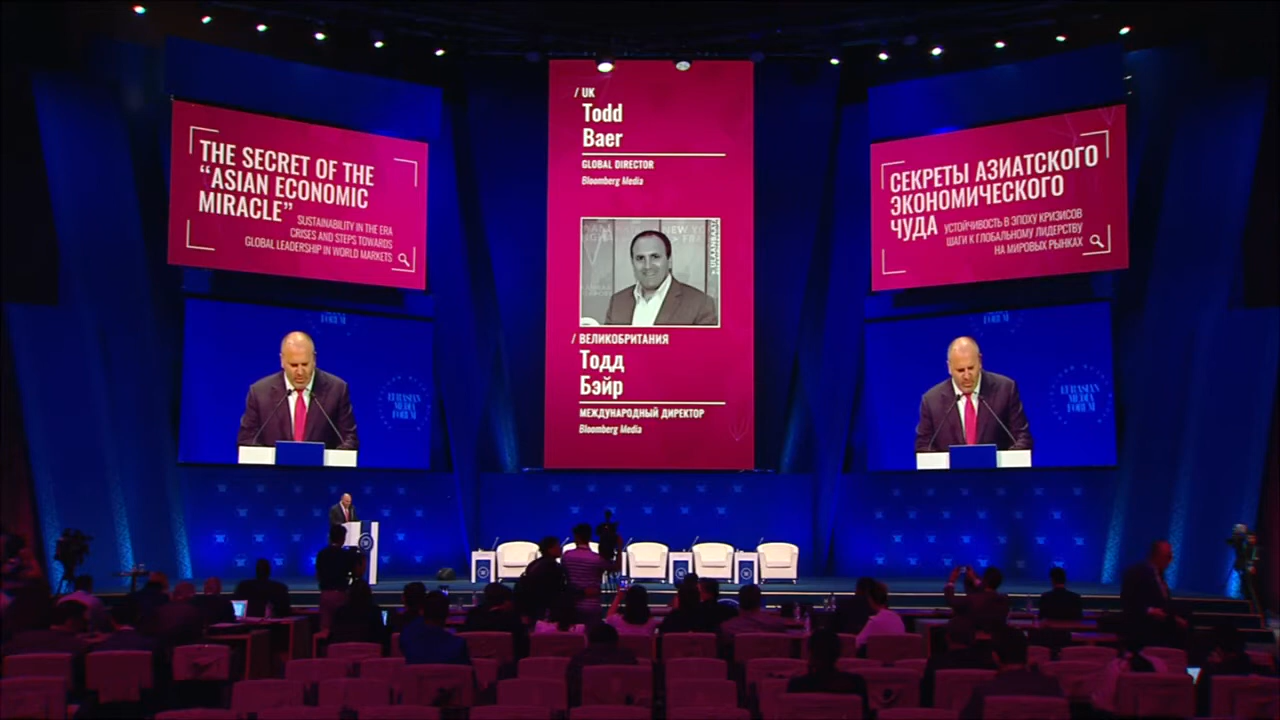 THE SECRET OF THE
“ASIAN ECONOMIC
MIRACLE”
SUSTAINABILITY IN THE ERA
CRISES AND STEPS TOWARDS
GLOBAL LEADERSHIP IN WORLD MARKETS
/ UK
Todd
Baer
GLOBAL DIRECTOR
Bloomberg Media
/ ВЕЛИКОБРИТАНИЯ
Тодд
Бэйр
МЕЖДУНАРОДНЫЙ ДИРЕКТОР
Bloomberg Media
СЕКРЕТЫ АЗИАТСКОГО
ЭКОНОМИЧЕСКОГО
ЧУДА
УСТОЙЧИВОСТЬ В ЭПОХУ КРИЗИСОВ
ШАГИ К ГЛОБАЛЬНОМУ ЛИДЕРСТВУ
НА МИРОВЫХ РЫНКАХ
EURASIAN
MEDIA
FORUM